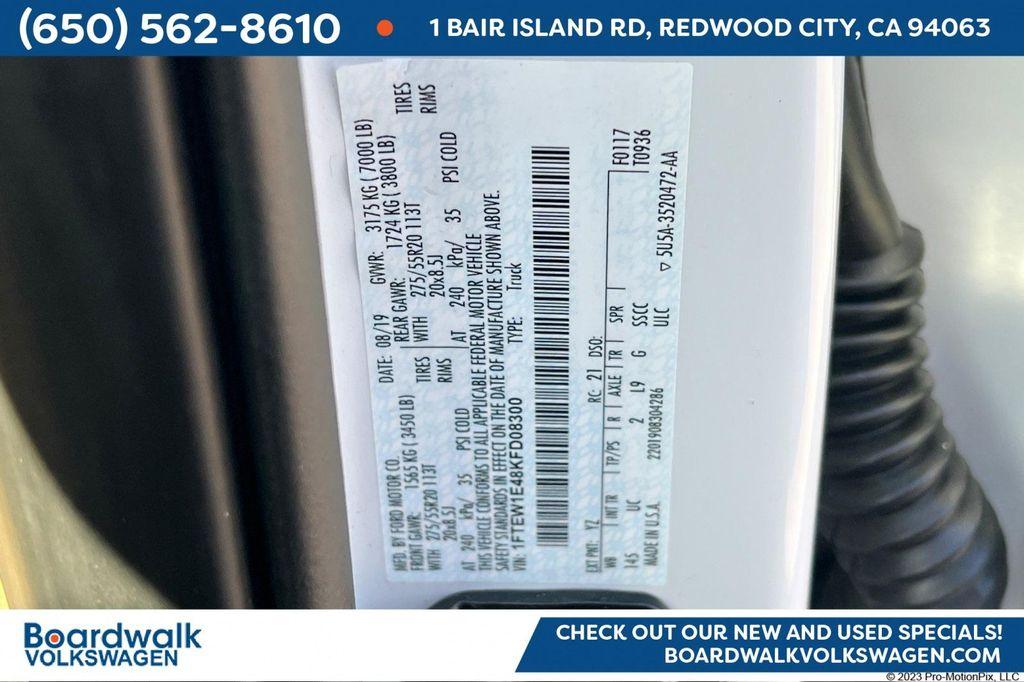 (650) 562-8610 • 1 BAIR ISLAND RD, REDWOOD CITY, CA 94063
MFD. BY FORD MOTOR CO. DATE: 08/19 GVWR: 3175 KG ( 7000 LB)
FRONT GAWR: 1565 KG ( 3450 LB) REAR GAWR: 1724 KG ( 3800 LB)
WITH 275/55R20 113T TIRES WITH 275/55R20 113T TIRES
20x8.5J RIMS 20x8.5J RIMS
AT 240 kPa/ 35 PSI COLD AT 240 kPa/ 35 PSI COLD
THIS VEHICLE CONFORMS TO ALL APPLICABLE FEDERAL MOTOR VEHICLE
SAFETY STANDARDS IN EFFECT ON THE DATE OF MANUFACTURE SHOWN ABOVE.
VIN: 1FTEW1E48KFD08300 TYPE: Truck
EXT PNT: YZ RC: 21 DSO: F0117
WB INT TR TP/PS R AXLE TR SPR T0936
145 UC 2 L9 G SSCC
MADE IN U.S.A. 2201908304286 ULC ▽ 5U5A-3520472-AA
Boardwalk
VOLKSWAGEN
CHECK OUT OUR NEW AND USED SPECIALS!
BOARDWALKVOLKSWAGEN.COM
© 2023 Pro-MotionPix, LLC